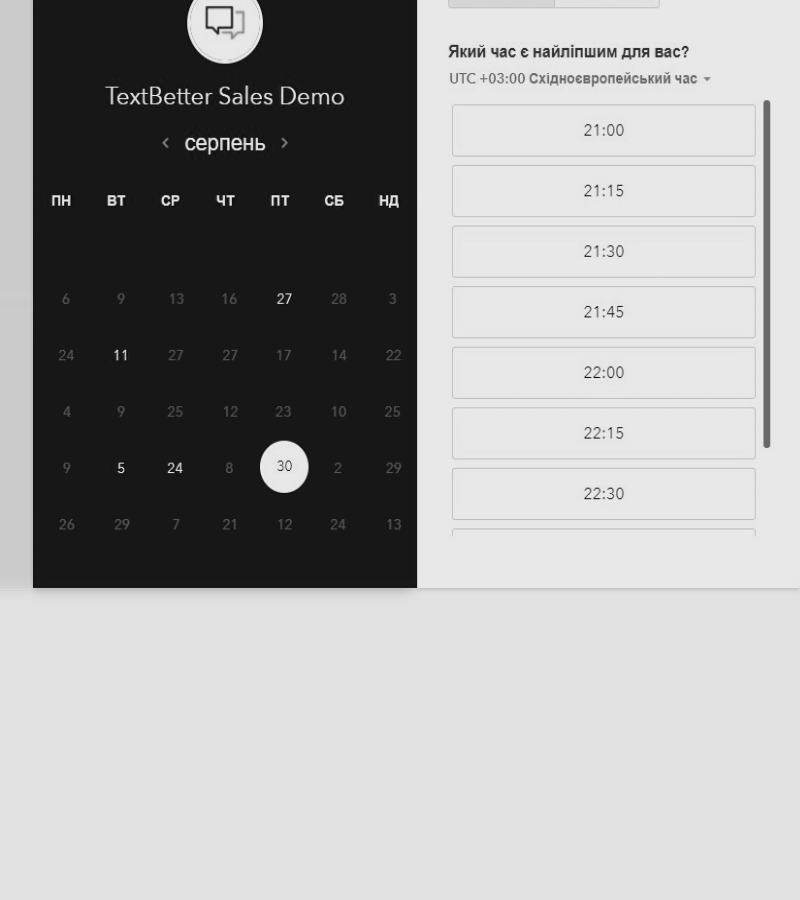 TextBetter Sales Demo
серпень
ПН ВТ СР ЧТ ПТ СБ НД
6 9 13 16 27 28 3
24 11 27 27 17 14 22
4 9 25 12 23 10 25
9 5 24 8 30 2 29
26 29 7 21 12 24 13
Який час є найліпшим для вас?
UTC +03:00 Східноєвропейський час
21:00
21:15
21:30
21:45
22:00
22:15
22:30